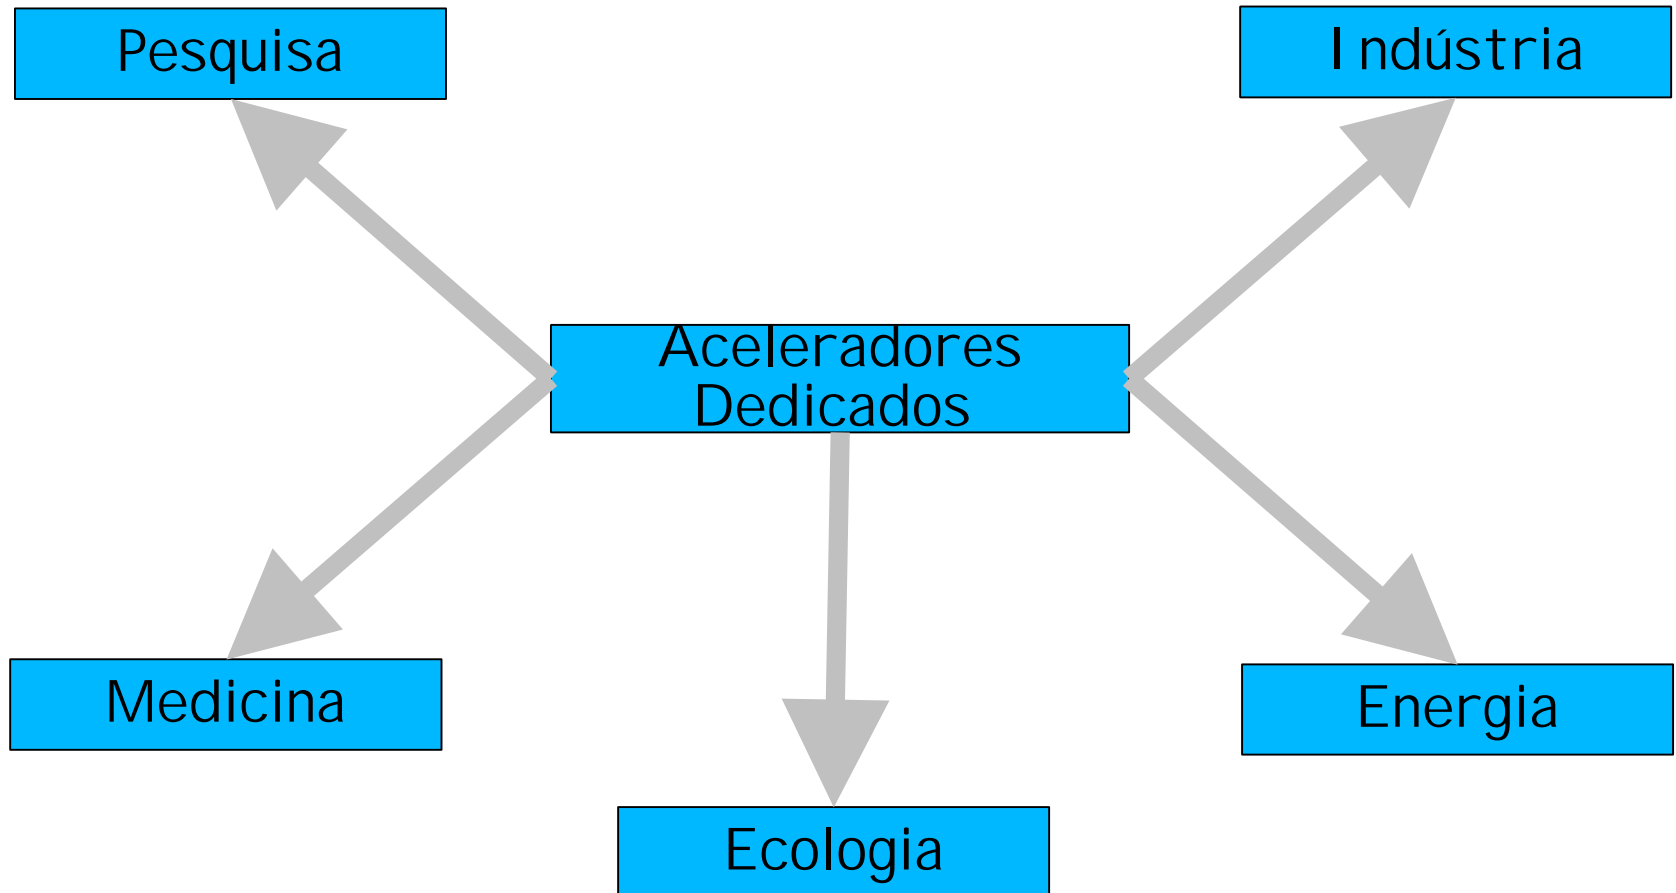 Pesquisa
Indústria
Aceleradores
Dedicados
Medicina
Energia
Ecologia